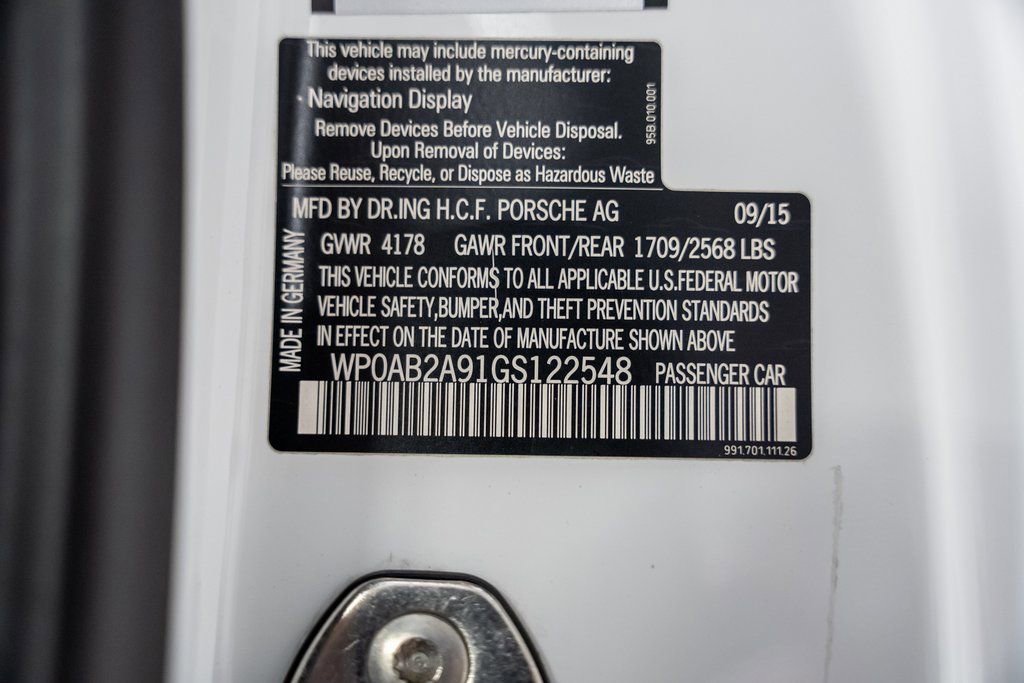 This vehicle may include mercury-containing
devices installed by the manufacturer:
Navigation Display
Remove Devices Before Vehicle Disposal.
Upon Removal of Devices:
Please Reuse, Recycle, or Dispose as Hazardous Waste
95B.010.001
MFD BY DR.ING H.C.F. PORSCHE AG 09/15
GVWR 4178 GAWR FRONT/REAR 1709/2568 LBS
THIS VEHICLE CONFORMS TO ALL APPLICABLE U.S.FEDERAL MOTOR
VEHICLE SAFETY,BUMPER,AND THEFT PREVENTION STANDARDS
IN EFFECT ON THE DATE OF MANUFACTURE SHOWN ABOVE
MADE IN GERMANY
WP0AB2A91GS122548 PASSENGER CAR
991.701.111.26